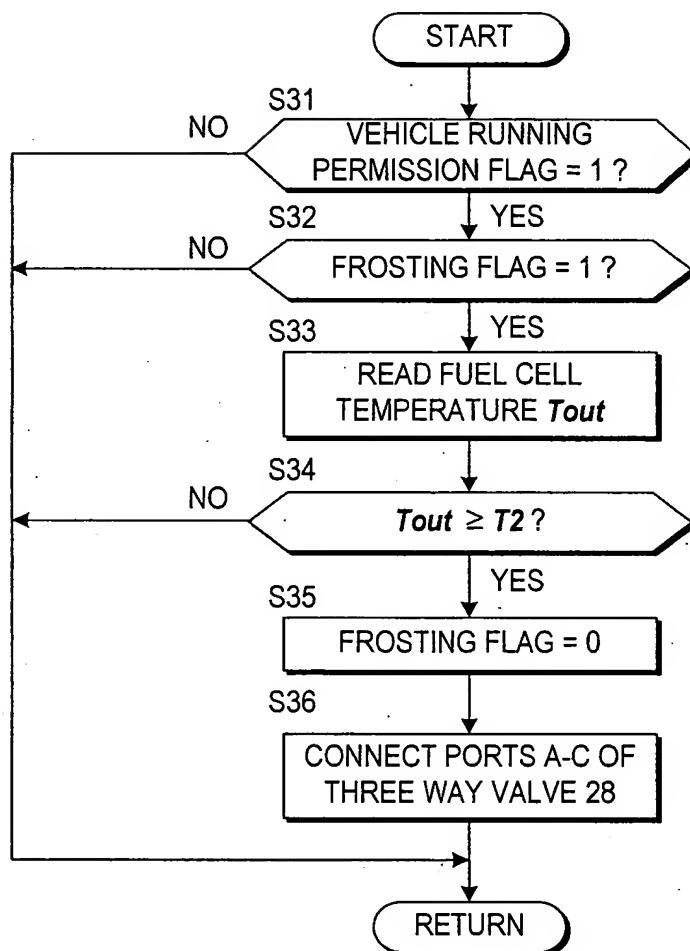 START
S31
NO
VEHICLE RUNNING
PERMISSION FLAG = 1 ?
YES
S32
NO
FROSTING FLAG = 1 ?
YES
S33
READ FUEL CELL
TEMPERATURE Tout
S34
NO
Tout ≥ T2 ?
YES
S35
FROSTING FLAG = 0
S36
CONNECT PORTS A-C OF
THREE WAY VALVE 28
RETURN